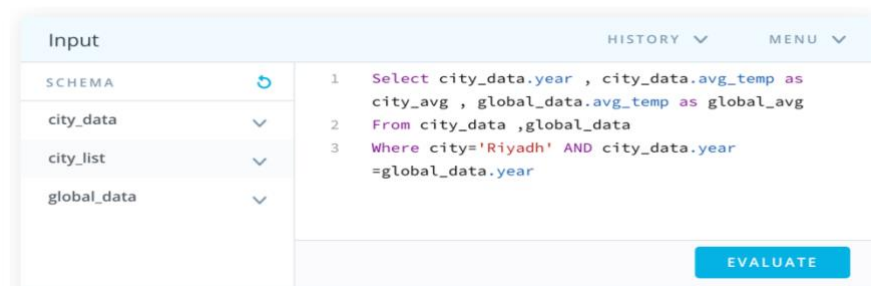 Input
HISTORY MENU
SCHEMA
city_data
city_list
global_data
1 Select city_data.year , city_data.avg_temp as
city_avg , global_data.avg_temp as global_avg
2 From city_data ,global_data
3 Where city='Riyadh' AND city_data.year
=global_data.year
EVALUATE